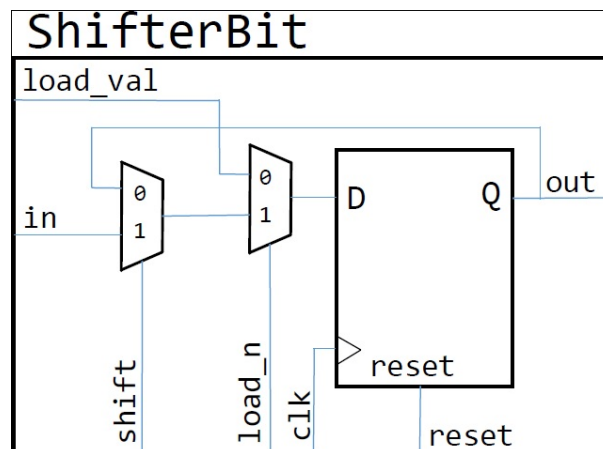 ShifterBit
load_val
0
1
in
0
1
D
Q
out
shift
load_n
clk
reset
reset